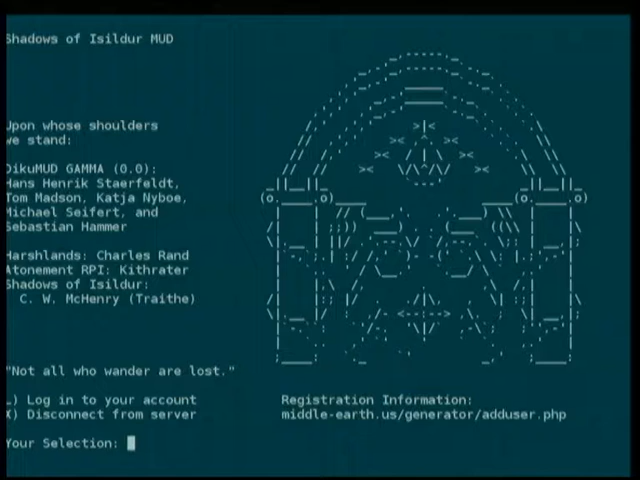 Shadows of Isildur MUD
Upon whose shoulders
we stand:
DikuMUD GAMMA (0.0):
Hans Henrik Staerfeldt,
Tom Madson, Katja Nyboe,
Michael Seifert, and
Sebastian Hammer
Harshlands: Charles Rand
Atonement RPI: Kithrater
Shadows of Isildur:
C. W. McHenry (Traithe)
"Not all who wander are lost."
L) Log in to your account
X) Disconnect from server
Registration Information:
middle-earth.us/generator/adduser.php
Your Selection: